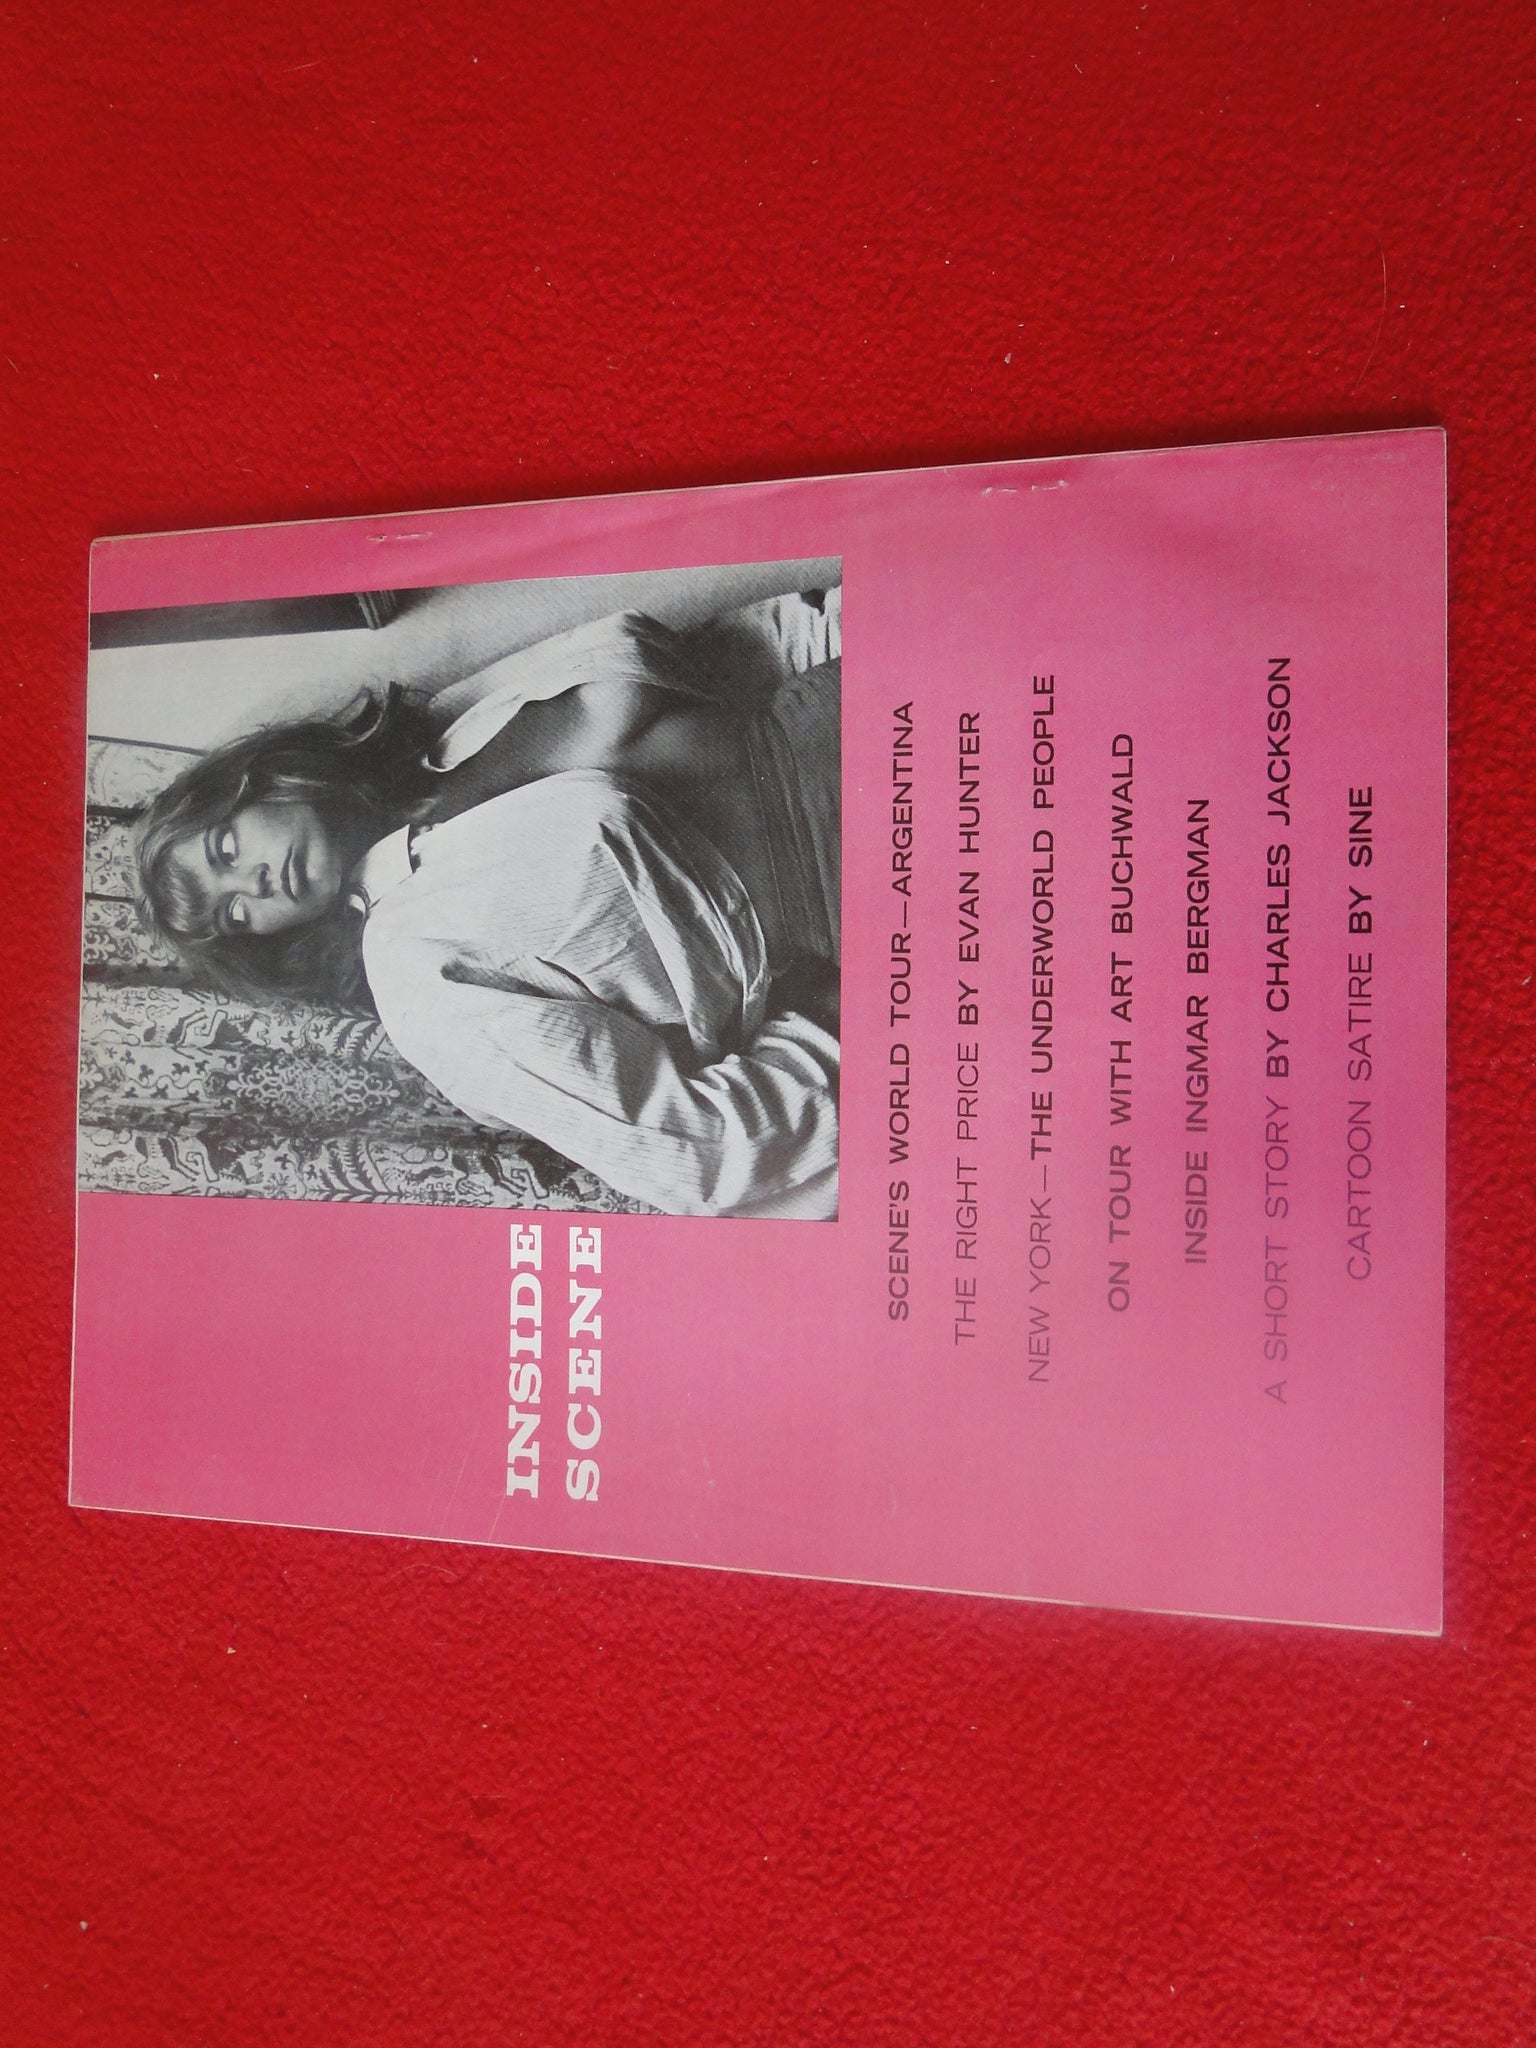 INSIDE
SCENE
SCENE'S WORLD TOUR—ARGENTINA
THE RIGHT PRICE BY EVAN HUNTER
NEW YORK—THE UNDERWORLD PEOPLE
ON TOUR WITH ART BUCHWALD
INSIDE INGMAR BERGMAN
A SHORT STORY BY CHARLES JACKSON
CARTOON SATIRE BY SINE